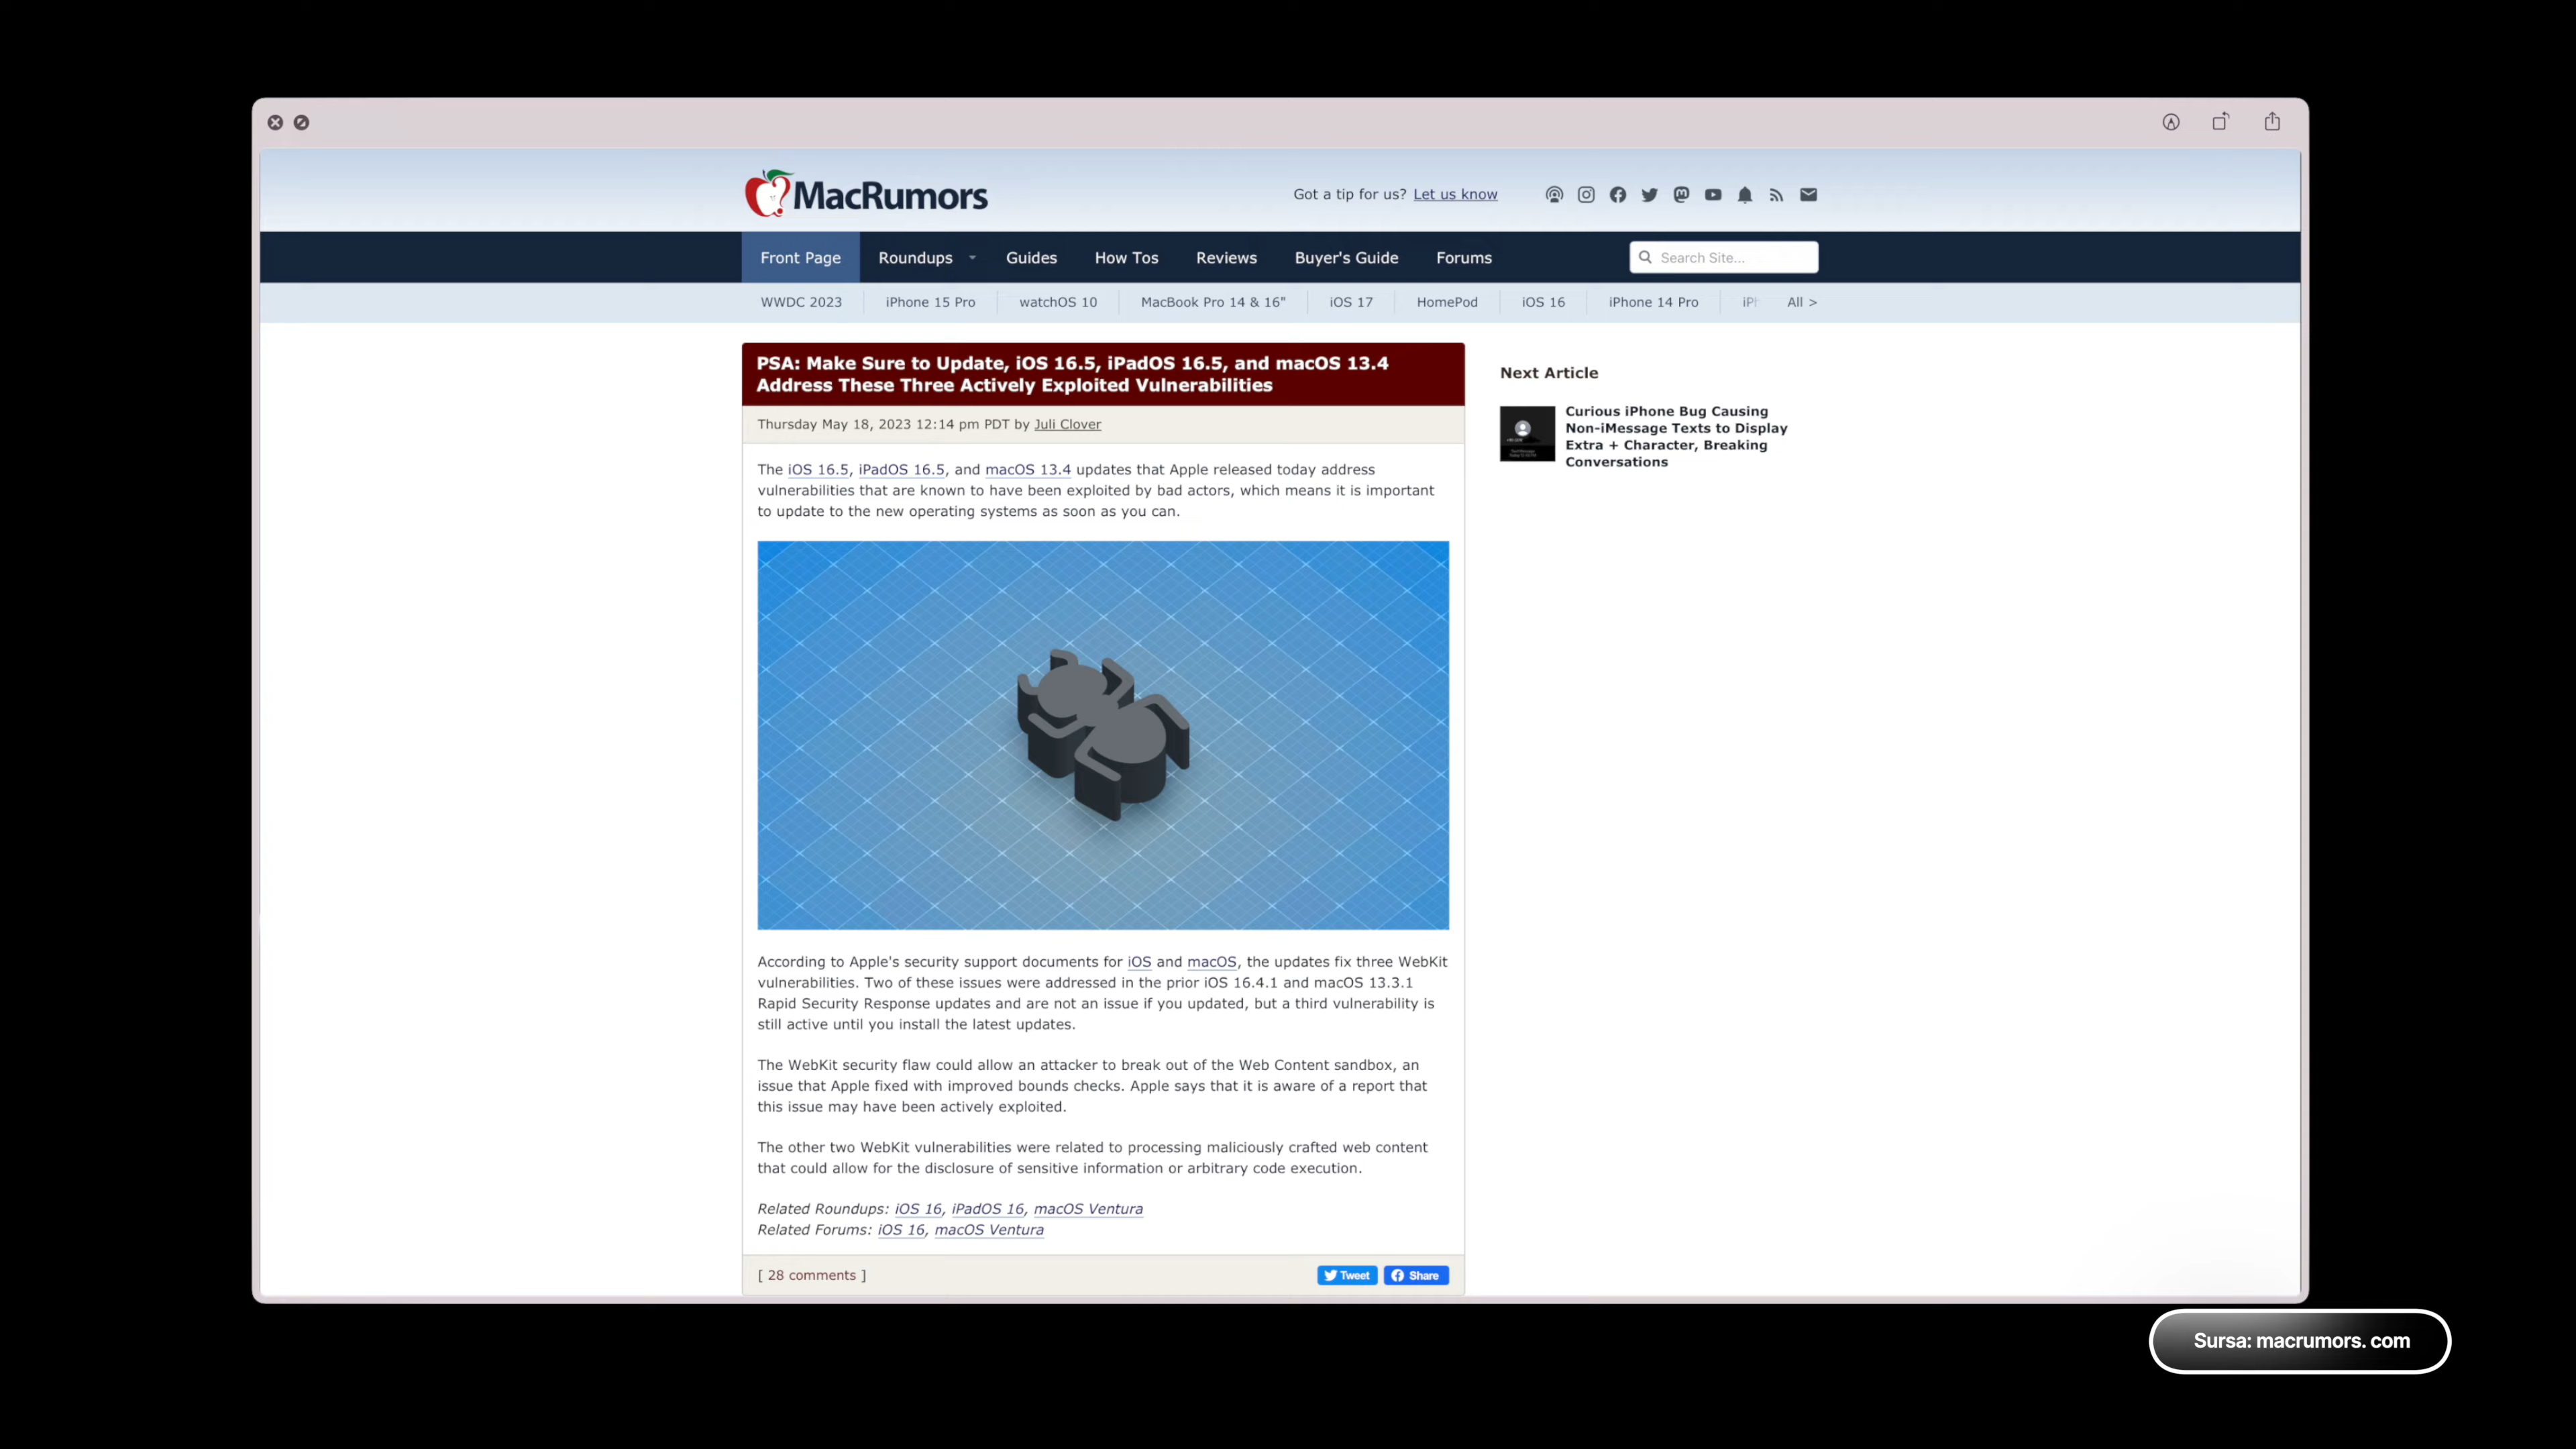 MacRumors
Got a tip for us? Let us know
Front Page
Roundups
Guides
How Tos
Reviews
Buyer's Guide
Forums
Search Site...
WWDC 2023
iPhone 15 Pro
watchOS 10
MacBook Pro 14 & 16"
iOS 17
HomePod
iOS 16
iPhone 14 Pro
iPh
All >
PSA: Make Sure to Update, iOS 16.5, iPadOS 16.5, and macOS 13.4
Address These Three Actively Exploited Vulnerabilities
Thursday May 18, 2023 12:14 pm PDT by Juli Clover
The iOS 16.5, iPadOS 16.5, and macOS 13.4 updates that Apple released today address
vulnerabilities that are known to have been exploited by bad actors, which means it is important
to update to the new operating systems as soon as you can.
According to Apple's security support documents for iOS and macOS, the updates fix three WebKit
vulnerabilities. Two of these issues were addressed in the prior iOS 16.4.1 and macOS 13.3.1
Rapid Security Response updates and are not an issue if you updated, but a third vulnerability is
still active until you install the latest updates.
The WebKit security flaw could allow an attacker to break out of the Web Content sandbox, an
issue that Apple fixed with improved bounds checks. Apple says that it is aware of a report that
this issue may have been actively exploited.
The other two WebKit vulnerabilities were related to processing maliciously crafted web content
that could allow for the disclosure of sensitive information or arbitrary code execution.
Related Roundups: iOS 16, iPadOS 16, macOS Ventura
Related Forums: iOS 16, macOS Ventura
[ 28 comments ]
Tweet
Share
Next Article
Curious iPhone Bug Causing
Non-iMessage Texts to Display
Extra + Character, Breaking
Conversations
Sursa: macrumors. com